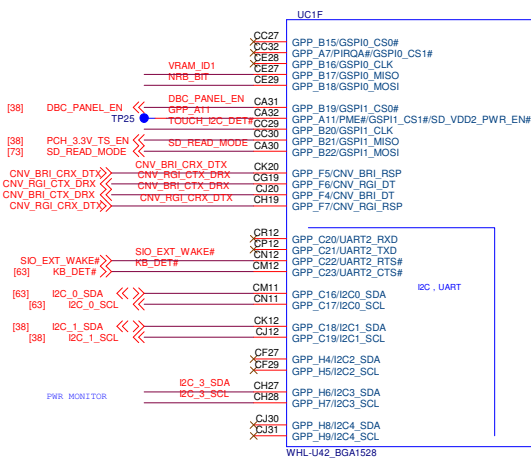 UC1F
CC27 GPP_B15/GSPI0_CS0#
CC32 GPP_A7/PIRQA#/GSPI0_CS1#
CE28 GPP_B16/GSPI0_CLK
VRAM_ID1 CE27 GPP_B17/GSPI0_MISO
NRB_BIT CE29 GPP_B18/GSPI0_MOSI
[38] DBC_PANEL_EN DBC_PANEL_EN CA31 GPP_B19/GSPI1_CS0#
TP25 GPP_A11 CA32 GPP_A11/PME#/GSPI1_CS1#/SD_VDD2_PWR_EN#
TOUCH_I2C_DET# CC29 GPP_B20/GSPI1_CLK
[38] PCH_3.3V_TS_EN CC30 GPP_B21/GSPI1_MISO
[73] SD_READ_MODE SD_READ_MODE CA30 GPP_B22/GSPI1_MOSI
CNV_BRI_CRX_DTX CNV_BRI_CRX_DTX CK20 GPP_F5/CNV_BRI_RSP
CNV_RGI_CTX_DRX CNV_RGI_CTX_DRX CG19 GPP_F6/CNV_RGI_DT
CNV_BRI_CTX_DRX CNV_BRI_CTX_DRX CJ20 GPP_F4/CNV_BRI_DT
CNV_RGI_CRX_DTX CNV_RGI_CRX_DTX CH19 GPP_F7/CNV_RGI_RSP
CR12 GPP_C20/UART2_RXD
CP12 GPP_C21/UART2_TXD
SIO_EXT_WAKE# SIO_EXT_WAKE# CN12 GPP_C22/UART2_RTS#
[63] KB_DET# KB_DET# CM12 GPP_C23/UART2_CTS#
I2C , UART
[63] I2C_0_SDA CM11 GPP_C16/I2C0_SDA
[63] I2C_0_SCL CN11 GPP_C17/I2C0_SCL
[38] I2C_1_SDA CK12 GPP_C18/I2C1_SDA
[38] I2C_1_SCL CJ12 GPP_C19/I2C1_SCL
CF27 GPP_H4/I2C2_SDA
CF29 GPP_H5/I2C2_SCL
I2C_3_SDA CH27 GPP_H6/I2C3_SDA
PWR MONITOR I2C_3_SCL CH28 GPP_H7/I2C3_SCL
CJ30 GPP_H8/I2C4_SDA
CJ31 GPP_H9/I2C4_SCL
WHL-U42_BGA1528